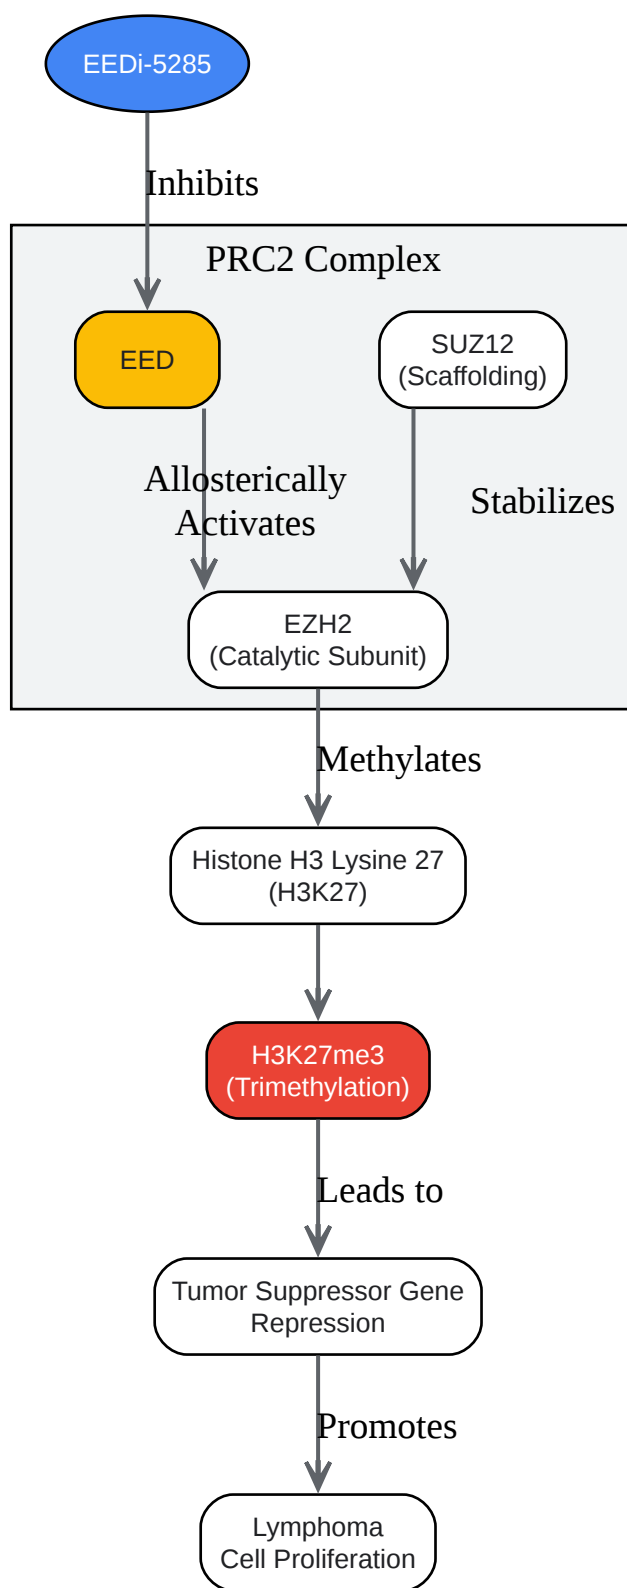 EEDi-5285
Inhibits
PRC2 Complex
EED
SUZ12
(Scaffolding)
Allosterically
Activates
Stabilizes
EZH2
(Catalytic Subunit)
Methylates
Histone H3 Lysine 27
(H3K27)
H3K27me3
(Trimethylation)
Leads to
Tumor Suppressor Gene
Repression
Promotes
Lymphoma
Cell Proliferation